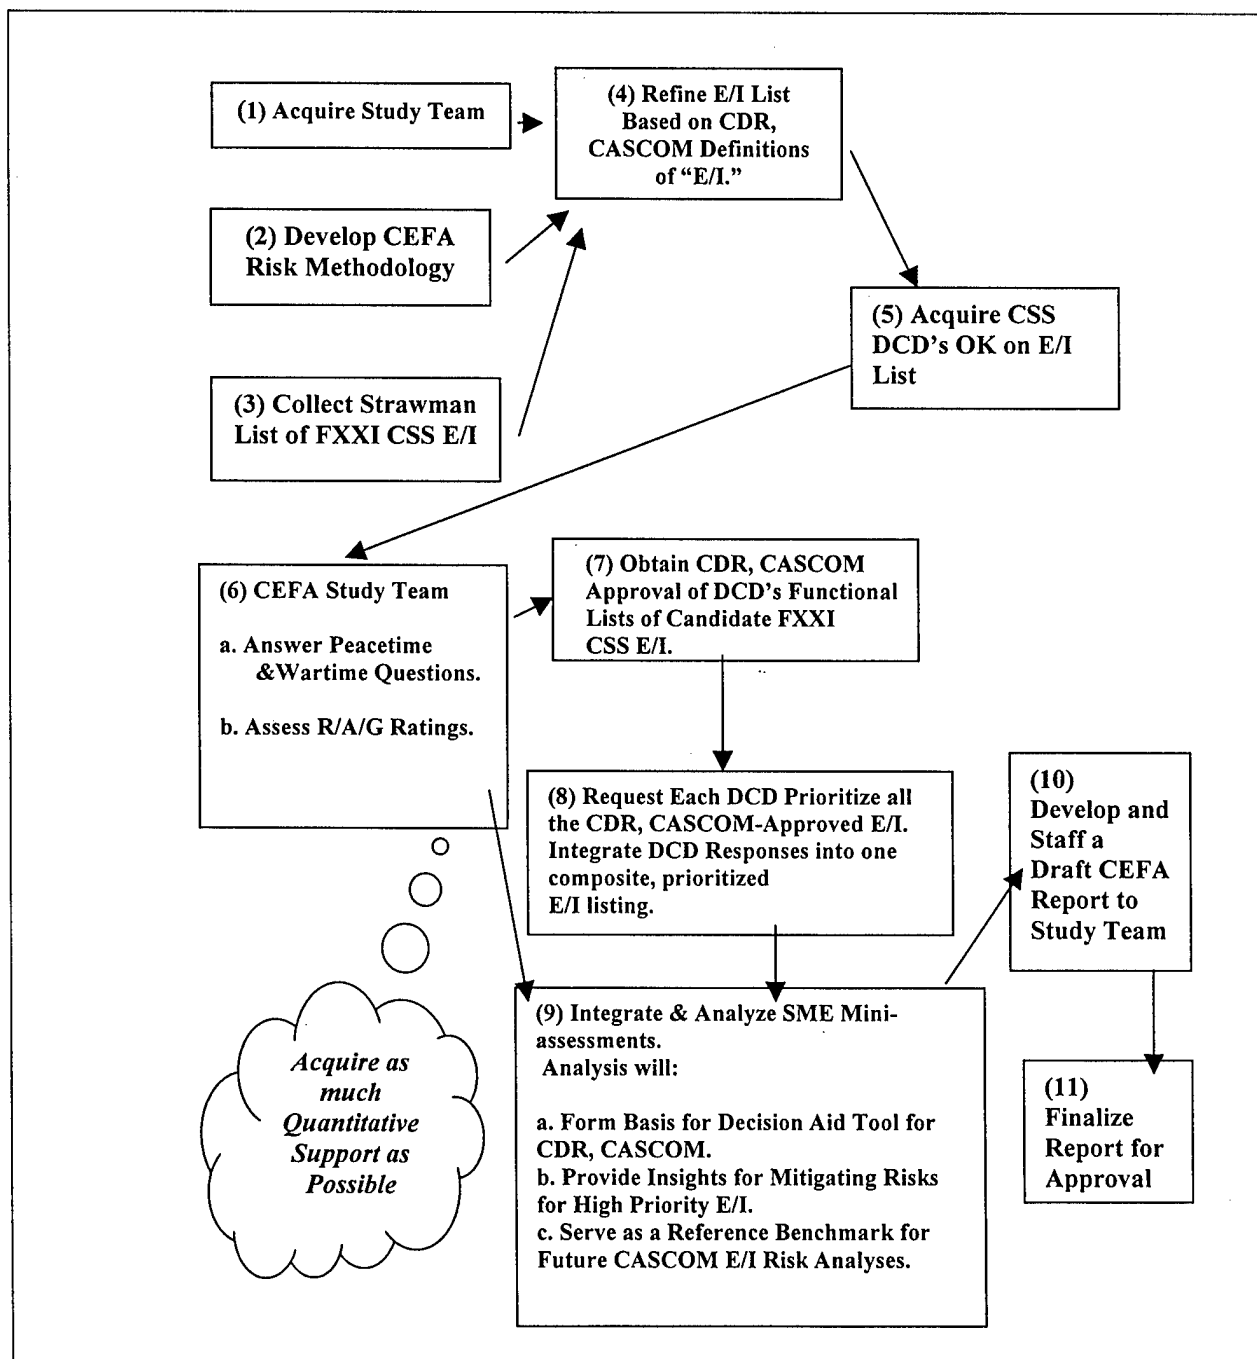 (1) Acquire Study Team
(4) Refine E/I List
Based on CDR,
CASCOM Definitions
of “E/I.”
(2) Develop CEFA
Risk Methodology
(5) Acquire CSS
DCD’s OK on E/I
List
(3) Collect Strawman
List of FXXI CSS E/I
(6) CEFA Study Team
a. Answer Peacetime
&Wartime Questions.
b. Assess R/A/G Ratings.
(7) Obtain CDR, CASCOM
Approval of DCD’s Functional
Lists of Candidate FXXI
CSS E/I.
(8) Request Each DCD Prioritize all
the CDR, CASCOM-Approved E/I.
Integrate DCD Responses into one
composite, prioritized
E/I listing.
(10)
Develop and
Staff a
Draft CEFA
Report to
Study Team
Acquire as
much
Quantitative
Support as
Possible
(9) Integrate & Analyze SME Mini-
assessments.
Analysis will:
a. Form Basis for Decision Aid Tool for
CDR, CASCOM.
b. Provide Insights for Mitigating Risks
for High Priority E/I.
c. Serve as a Reference Benchmark for
Future CASCOM E/I Risk Analyses.
(11)
Finalize
Report for
Approval